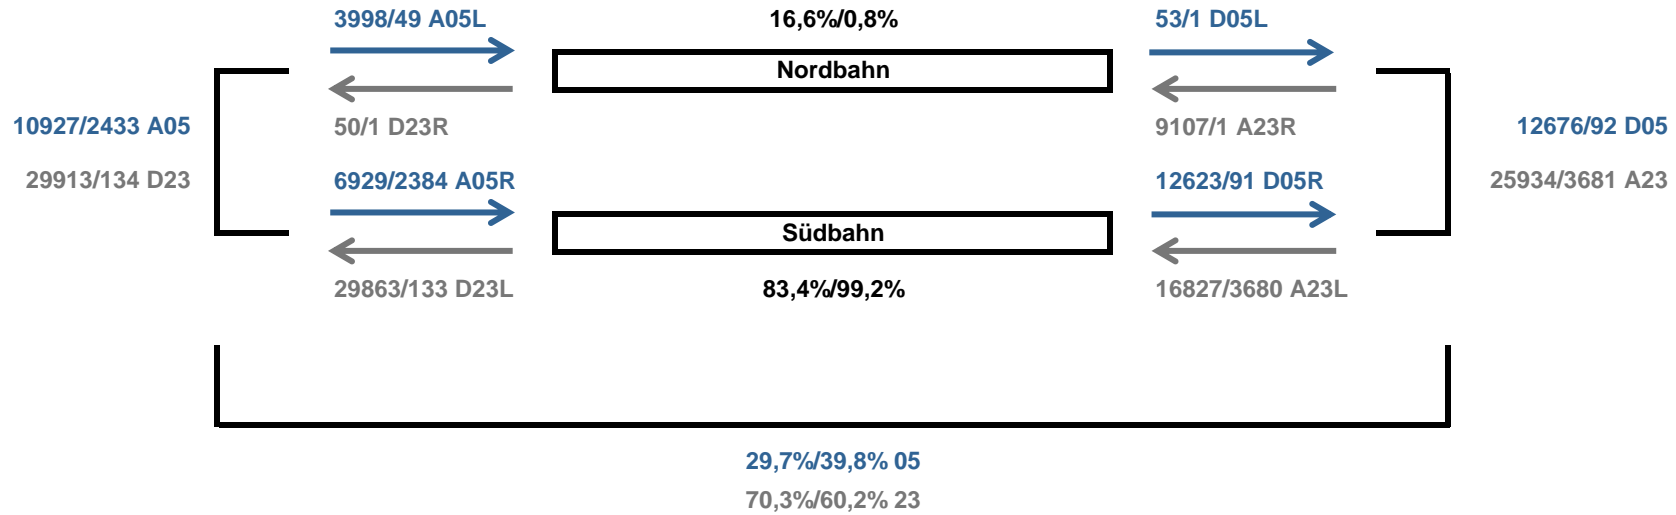 3998/49 A05L
16,6%/0,8%
53/1 D05L
Nordbahn
10927/2433 A05
50/1 D23R
9107/1 A23R
12676/92 D05
29913/134 D23
6929/2384 A05R
12623/91 D05R
25934/3681 A23
Südbahn
29863/133 D23L
83,4%/99,2%
16827/3680 A23L
29,7%/39,8% 05
70,3%/60,2% 23